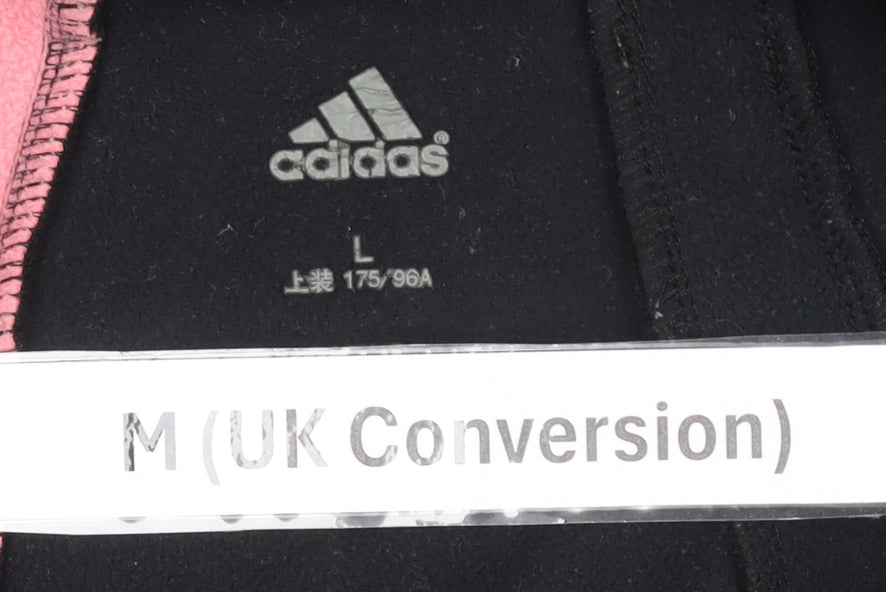 adidas®
L
上装 175/96A
M (UK Conversion)